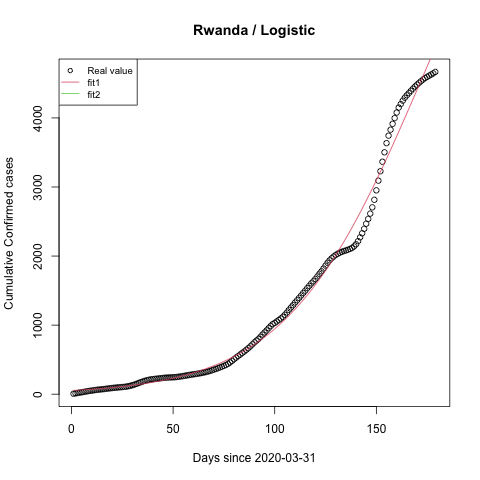 Rwanda / Logistic
Real value
fit1
fit2
Cumulative Confirmed cases
4000
3000
2000
1000
0
0 50 100 150
Days since 2020-03-31